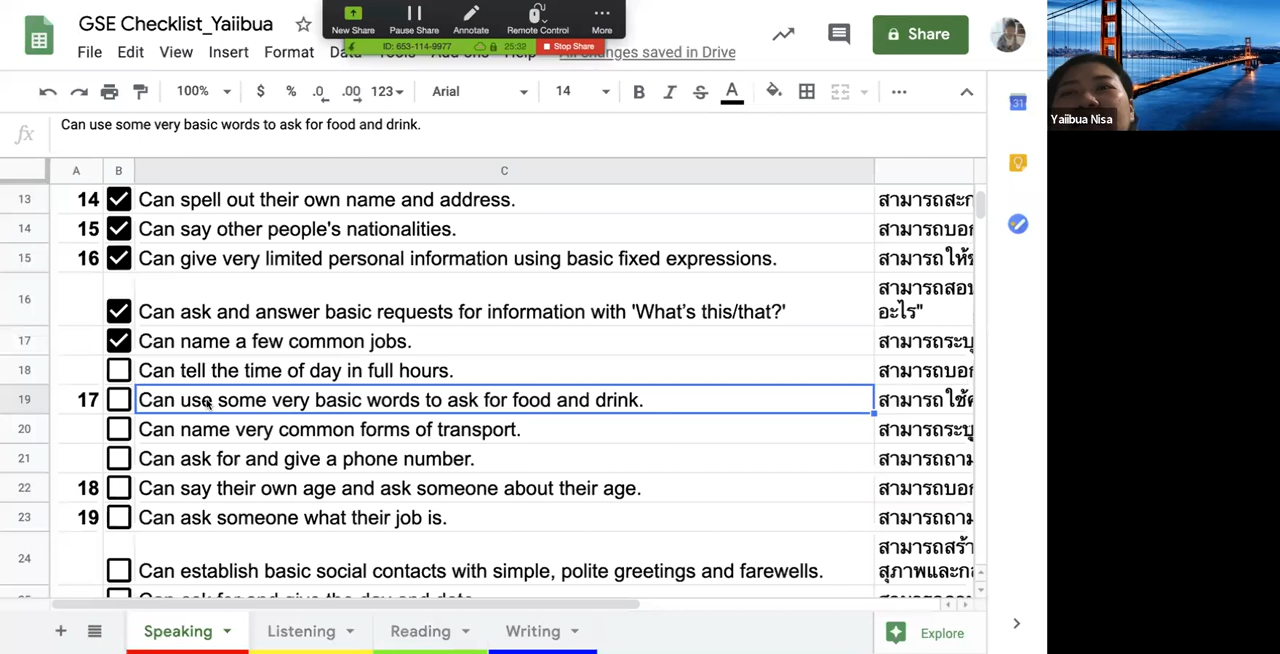 GSE Checklist_Yaiibua
New Share
Pause Share
Annotate
Remote Control
More
ID: 653-114-9977
25:32
Stop Share
File Edit View Insert Format
All changes saved in Drive
Share
100%
$ % .0 .00 123
Arial
14
B I S A
31
fx
Can use some very basic words to ask for food and drink.
Yaiibua Nisa
A B C
13 14 Can spell out their own name and address. สามารถสะก
14 15 Can say other people's nationalities. สามารถบอก
15 16 Can give very limited personal information using basic fixed expressions. สามารถให้ข
สามารถสอบ
16 Can ask and answer basic requests for information with 'What's this/that?' อะไร"
17 Can name a few common jobs. สามารถระบุ
18 Can tell the time of day in full hours. สามารถบอก
19 17 Can use some very basic words to ask for food and drink. สามารถใช้ค
20 Can name very common forms of transport. สามารถระบุ
21 Can ask for and give a phone number. สามารถถาม
22 18 Can say their own age and ask someone about their age. สามารถบอก
23 19 Can ask someone what their job is. สามารถถาม
สามารถสร้า
24 Can establish basic social contacts with simple, polite greetings and farewells. สุภาพและก
Speaking
Listening
Reading
Writing
Explore